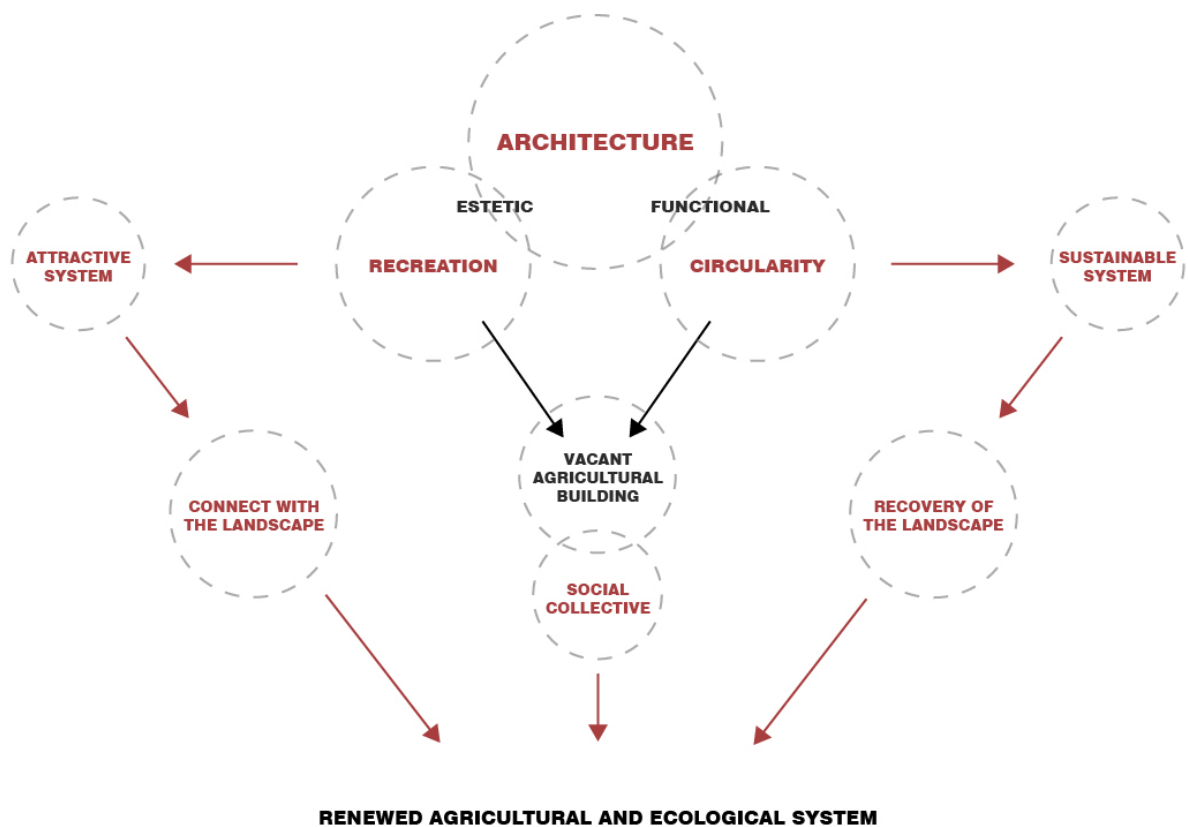 ARCHITECTURE
ESTETIC
FUNCTIONAL
ATTRACTIVE
SYSTEM
RECREATION
CIRCULARITY
SUSTAINABLE
SYSTEM
VACANT
AGRICULTURAL
BUILDING
CONNECT WITH
THE LANDSCAPE
RECOVERY OF
THE LANDSCAPE
SOCIAL
COLLECTIVE
RENEWED AGRICULTURAL AND ECOLOGICAL SYSTEM